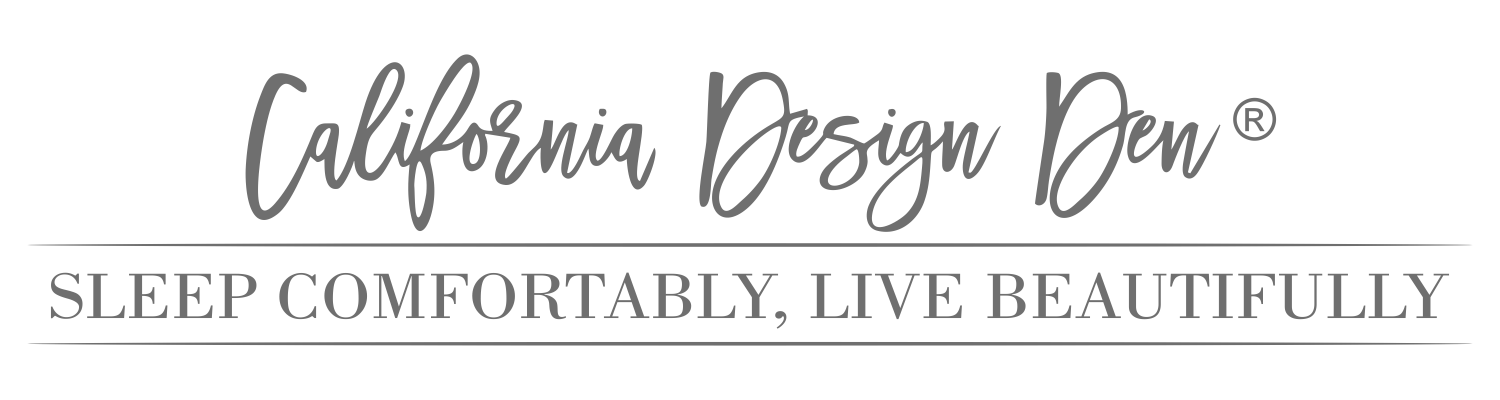 California Design Den ®
SLEEP COMFORTABLY, LIVE BEAUTIFULLY